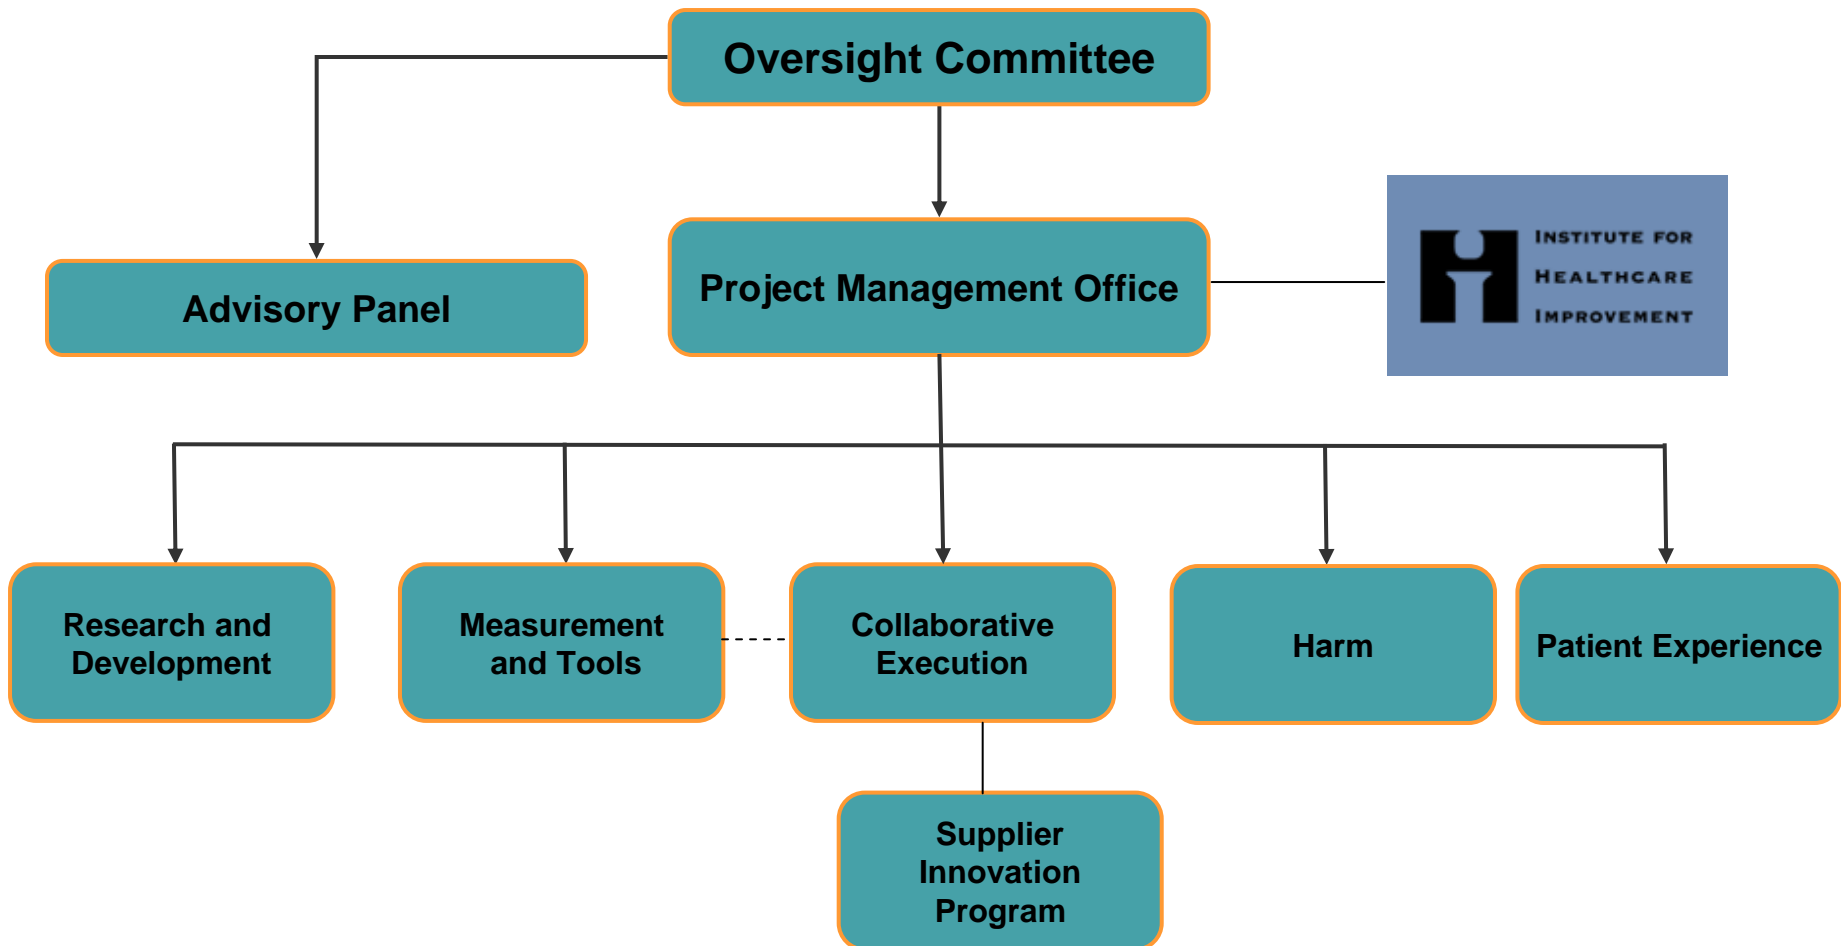 Oversight Committee
Advisory Panel
Project Management Office
INSTITUTE FOR
HEALTHCARE
IMPROVEMENT
Research and
Development
Measurement
and Tools
Collaborative
Execution
Harm
Patient Experience
Supplier
Innovation
Program